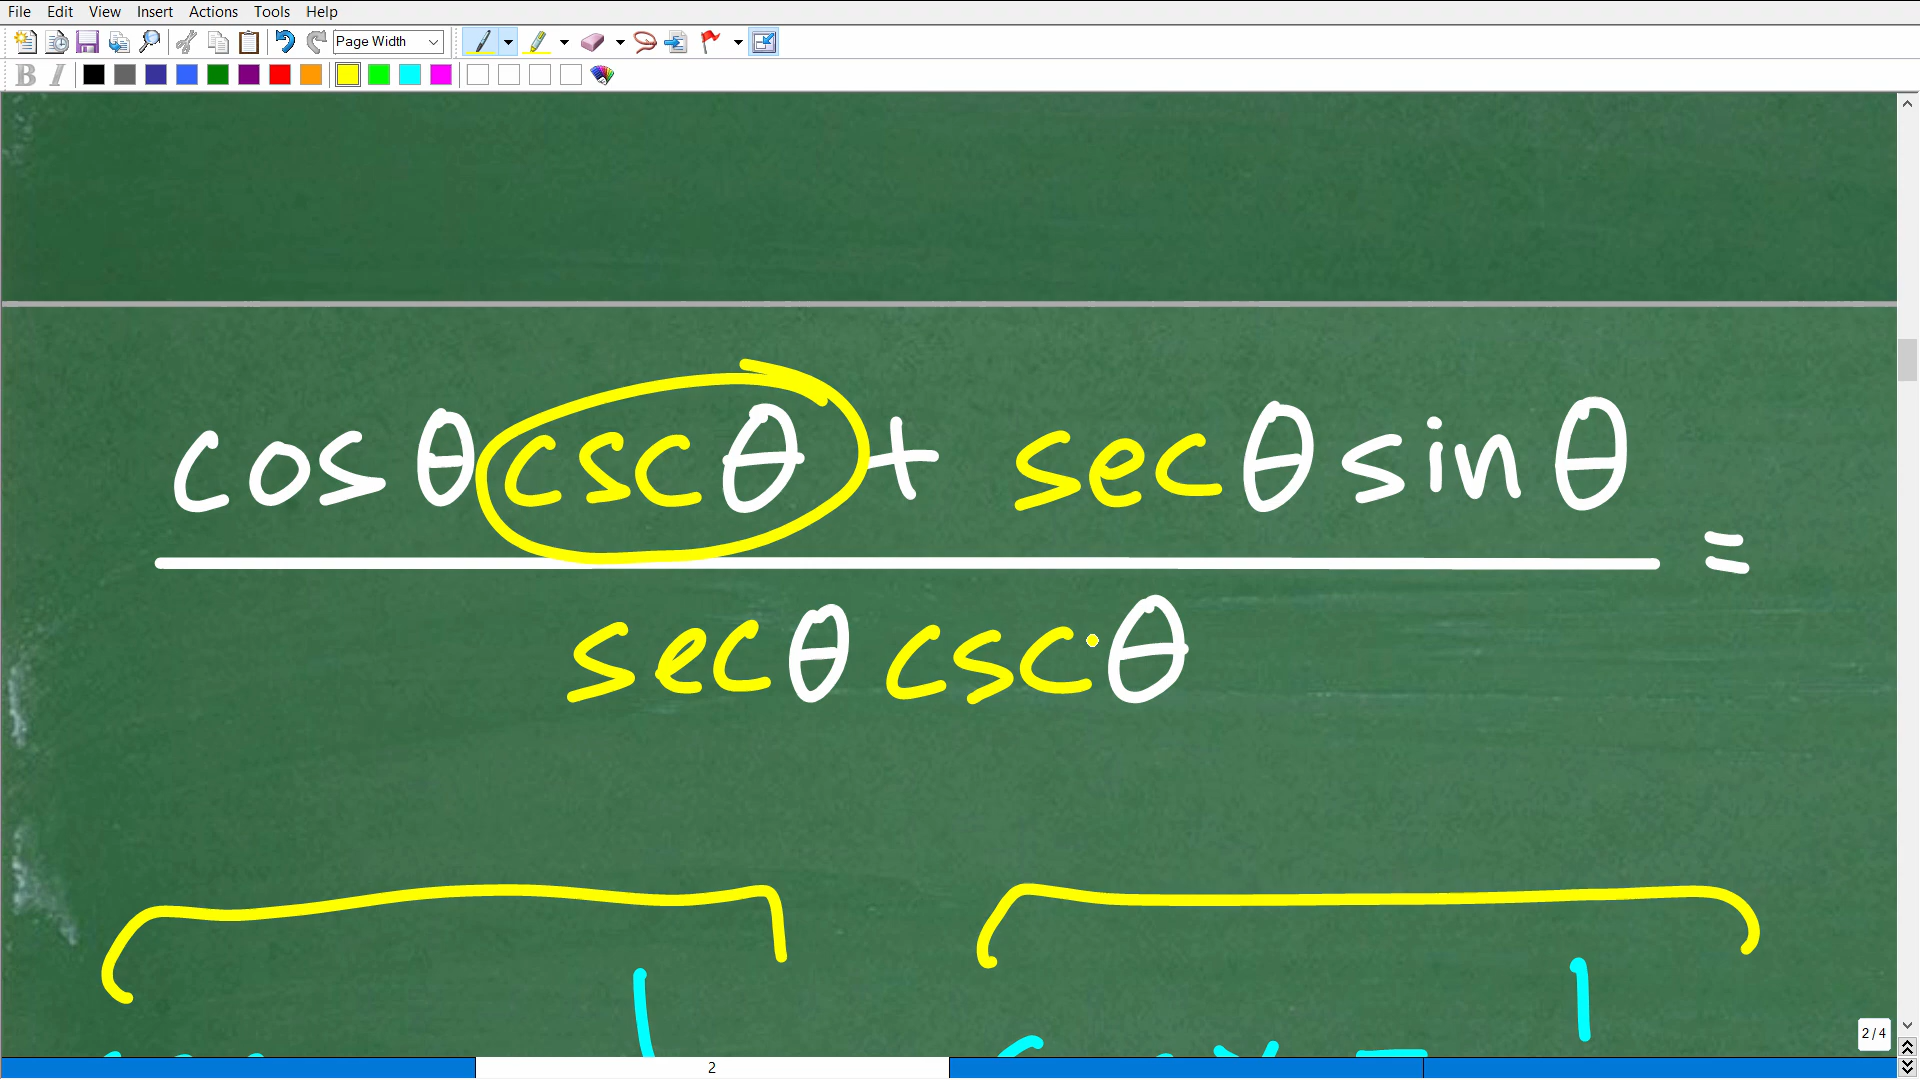 File Edit View Insert Actions Tools Help
Page Width
B I
cos θ csc θ + sec θ sin θ =
sec θ csc θ
2 / 4
2